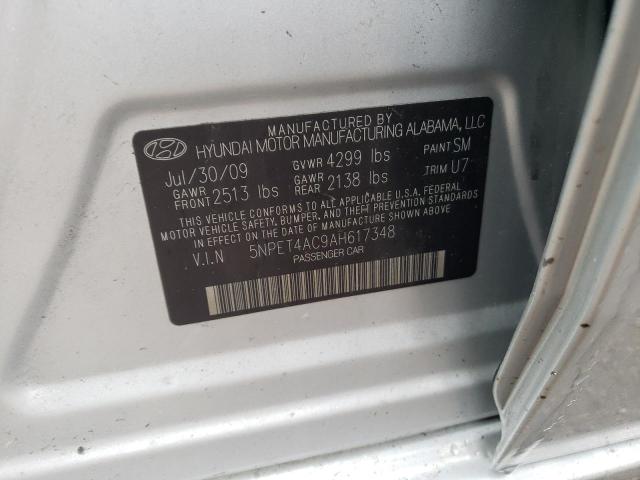 MANUFACTURED BY
HYUNDAI MOTOR MANUFACTURING ALABAMA, LLC
Jul/30/09 GVWR 4299 lbs PAINT SM
GAWR FRONT 2513 lbs GAWR REAR 2138 lbs TRIM U7
THIS VEHICLE CONFORMS TO ALL APPLICABLE U.S.A. FEDERAL
MOTOR VEHICLE SAFETY, BUMPER, AND THEFT PREVENTION STANDARDS
IN EFFECT ON THE DATE OF MANUFACTURE SHOWN ABOVE.
V.I.N 5NPET4AC9AH617348
PASSENGER CAR